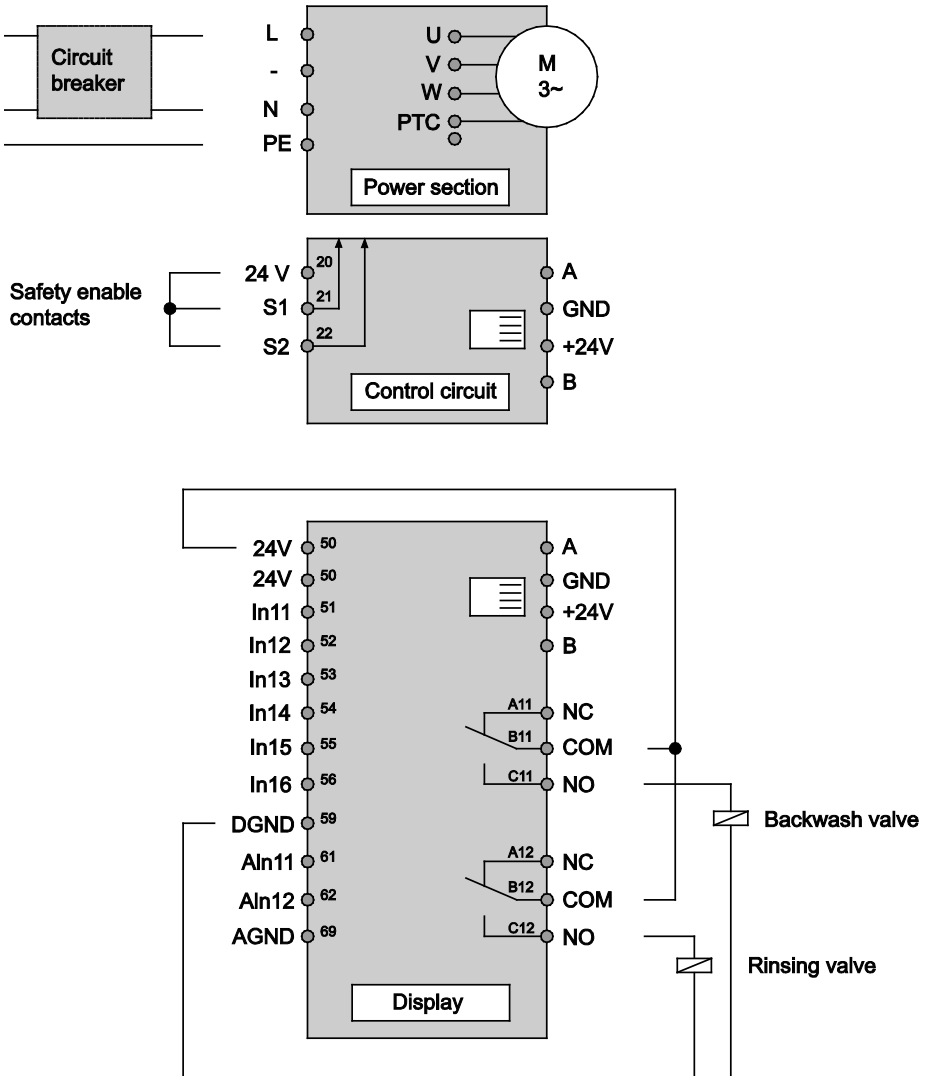 Circuit
breaker
L
-
N
PE
U
V
W
PTC
M
3~
Power section
Safety enable
contacts
24 V 20
S1 21
S2 22
A
GND
+24V
B
Control circuit
24V 50
24V 50
In11 51
In12 52
In13 53
In14 54
In15 55
In16 56
DGND 59
AIn11 61
AIn12 62
AGND 69
A
GND
+24V
B
A11 NC
B11 COM
C11 NO
A12 NC
B12 COM
C12 NO
Backwash valve
Rinsing valve
Display